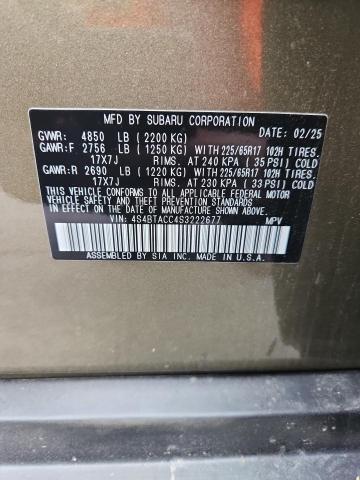 MFD BY SUBARU CORPORATION
GVWR: 4850 LB (2200 KG) DATE: 02/25
GAWR:F 2756 LB (1250 KG) WITH 225/65R17 102H TIRES.
17X7J RIMS. AT 240 KPA (35 PSI) COLD
GAWR:R 2690 LB (1220 KG) WITH 225/65R17 102H TIRES.
17X7J RIMS. AT 230 KPA (33 PSI) COLD
THIS VEHICLE CONFORMS TO ALL APPLICABLE FEDERAL MOTOR
VEHICLE SAFETY AND THEFT PREVENTION STANDARDS IN
EFFECT ON THE DATE OF MANUFACTURE SHOWN ABOVE.
VIN: 4S4BTACC4S3222677 MPV
ASSEMBLED BY SIA INC. MADE IN U.S.A.